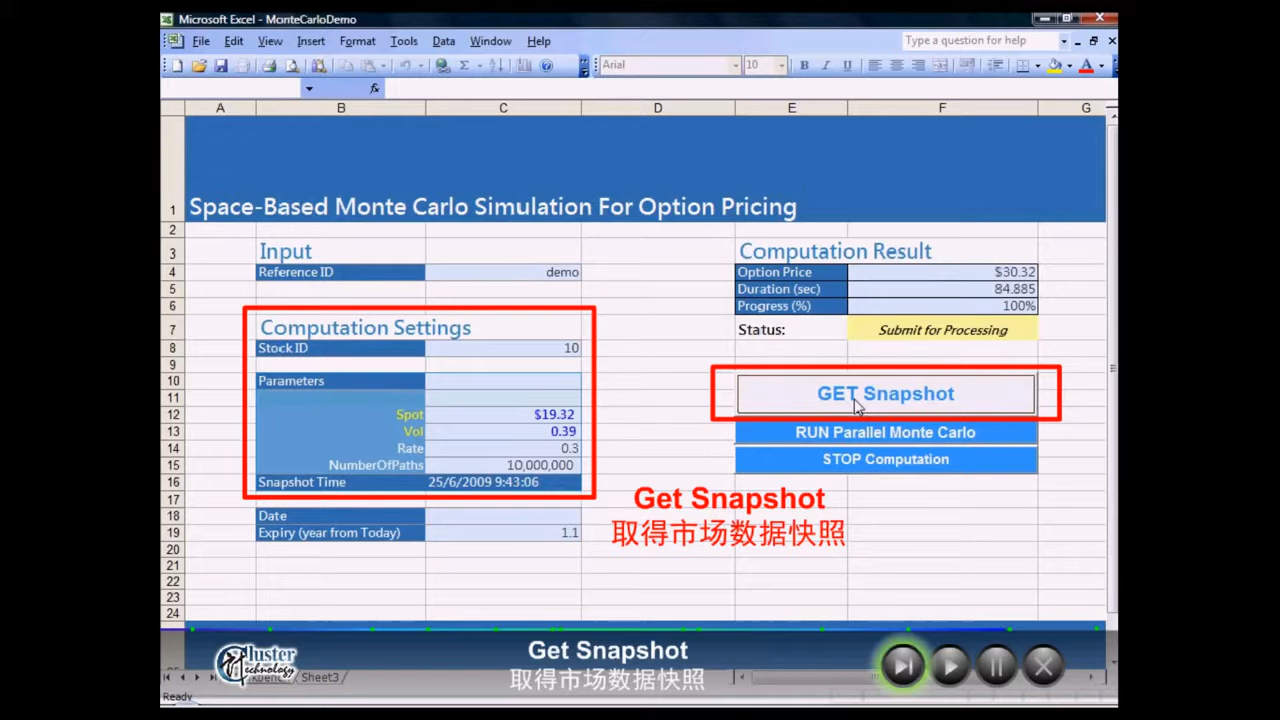 Microsoft Excel - MonteCarloDemo
File Edit View Insert Format Tools Data Window Help Type a question for help
Arial 10 B I U A
fx
A B C D E F G
1 Space-Based Monte Carlo Simulation For Option Pricing
2
3 Input Computation Result
4 Reference ID demo Option Price $30.32
5 Duration (sec) 84.885
6 Progress (%) 100%
7 Computation Settings Status: Submit for Processing
8 Stock ID 10
9
10 Parameters GET Snapshot
11
12 Spot $19.32
13 Vol 0.39 RUN Parallel Monte Carlo
14 Rate 0.3
15 NumberOfPaths 10,000,000 STOP Computation
16 Snapshot Time 25/6/2009 9:43:06
17 Get Snapshot
18 Date 取得市场数据快照
19 Expiry (year from Today) 1.1
20
21
22
23
24
Cluster Technology Get Snapshot
取得市场数据快照
Sheet3
Ready